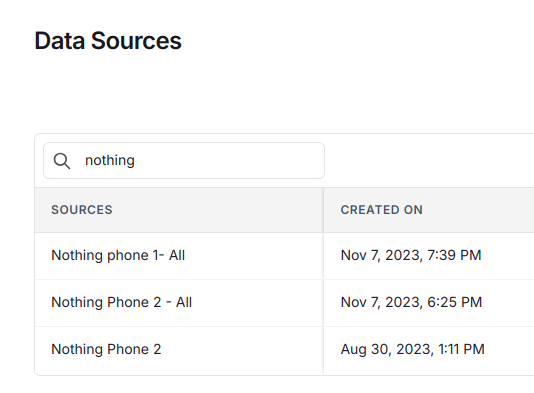 Data Sources
nothing
SOURCES CREATED ON
Nothing phone 1- All Nov 7, 2023, 7:39 PM
Nothing Phone 2 - All Nov 7, 2023, 6:25 PM
Nothing Phone 2 Aug 30, 2023, 1:11 PM